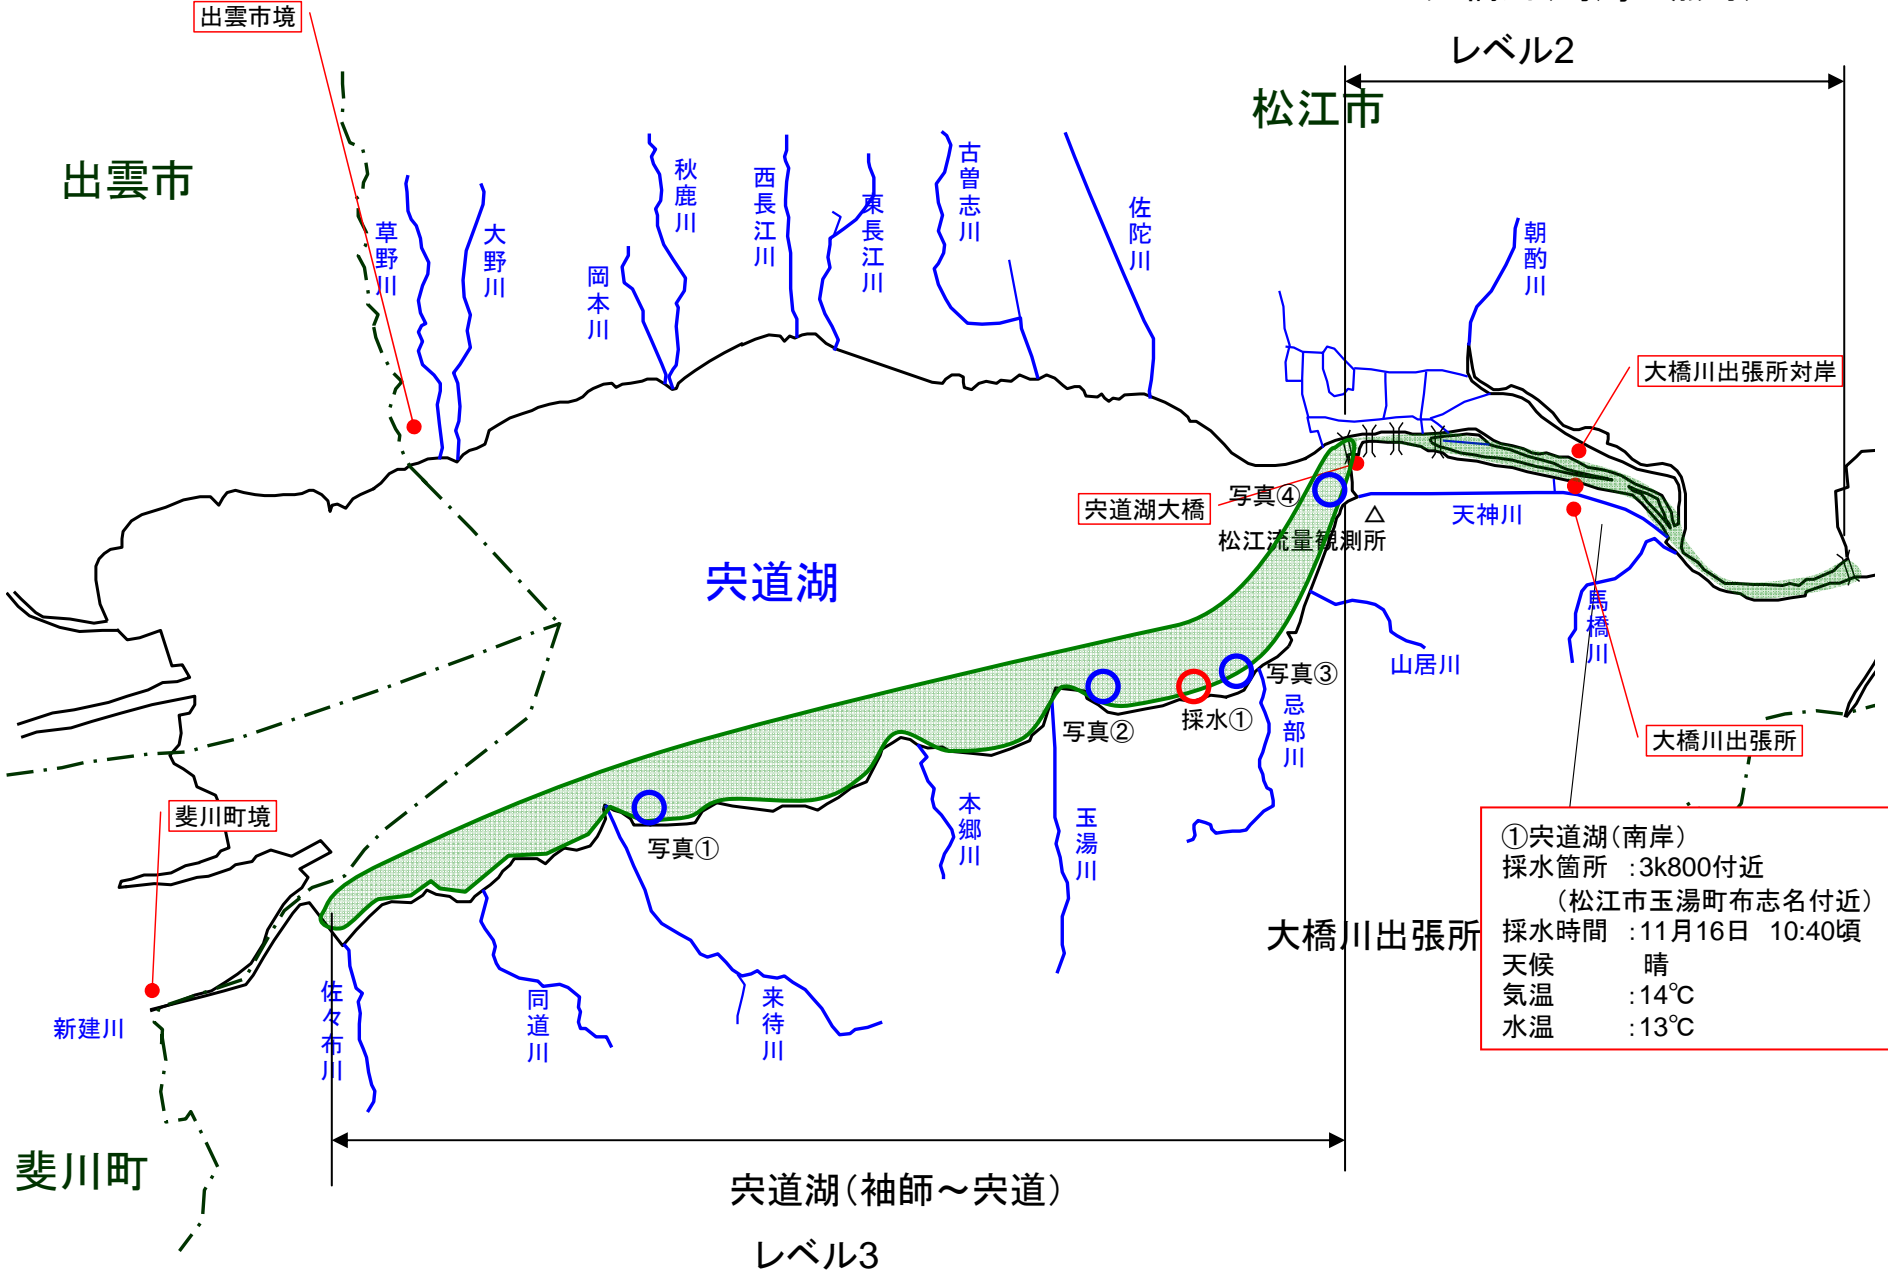 出雲市境
レベル2
松江市
出雲市
草野川
大野川
岡本川
秋鹿川
西長江川
東長江川
古曽志川
佐陀川
朝酌川
大橋川出張所対岸
宍道湖大橋
写真④
松江流量観測所
天神川
宍道湖
馬橋川
山居川
写真③
写真②
採水①
忌部川
大橋川出張所
斐川町境
写真①
本郷川
玉湯川
①宍道湖(南岸)
採水箇所 :3k800付近
(松江市玉湯町布志名付近)
採水時間 :11月16日 10:40頃
天候 晴
気温 :14℃
水温 :13℃
大橋川出張所
新建川
佐々布川
同道川
来待川
斐川町
宍道湖(袖師~宍道)
レベル3